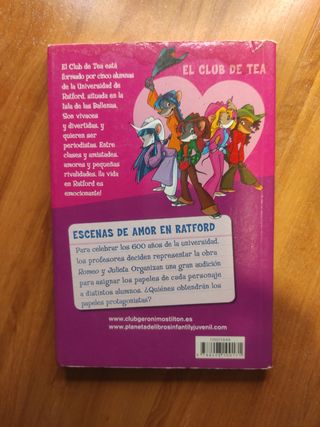 El Club de Tea está
formado por cinco alumnas
de la Universidad de
Ratford, situada en la
Isla de las Ballenas.
Son vivaces
y divertidas, y
quieren ser
periodistas. Entre
clases y amistades,
amores y pequeñas
rivalidades, ¡la vida
en Ratford es
emocionante!
EL CLUB DE TEA
ESCENAS DE AMOR EN RATFORD
Para celebrar los 600 años de la universidad,
los profesores deciden representar la obra
Romeo y Julieta. Organizan una gran audición
para asignar los papeles de cada personaje
a distintos alumnos. ¿Quiénes obtendrán los
papeles protagonistas?
www.clubgeronimostilton.es
www.planetadelibrosinfantilyjuvenil.com